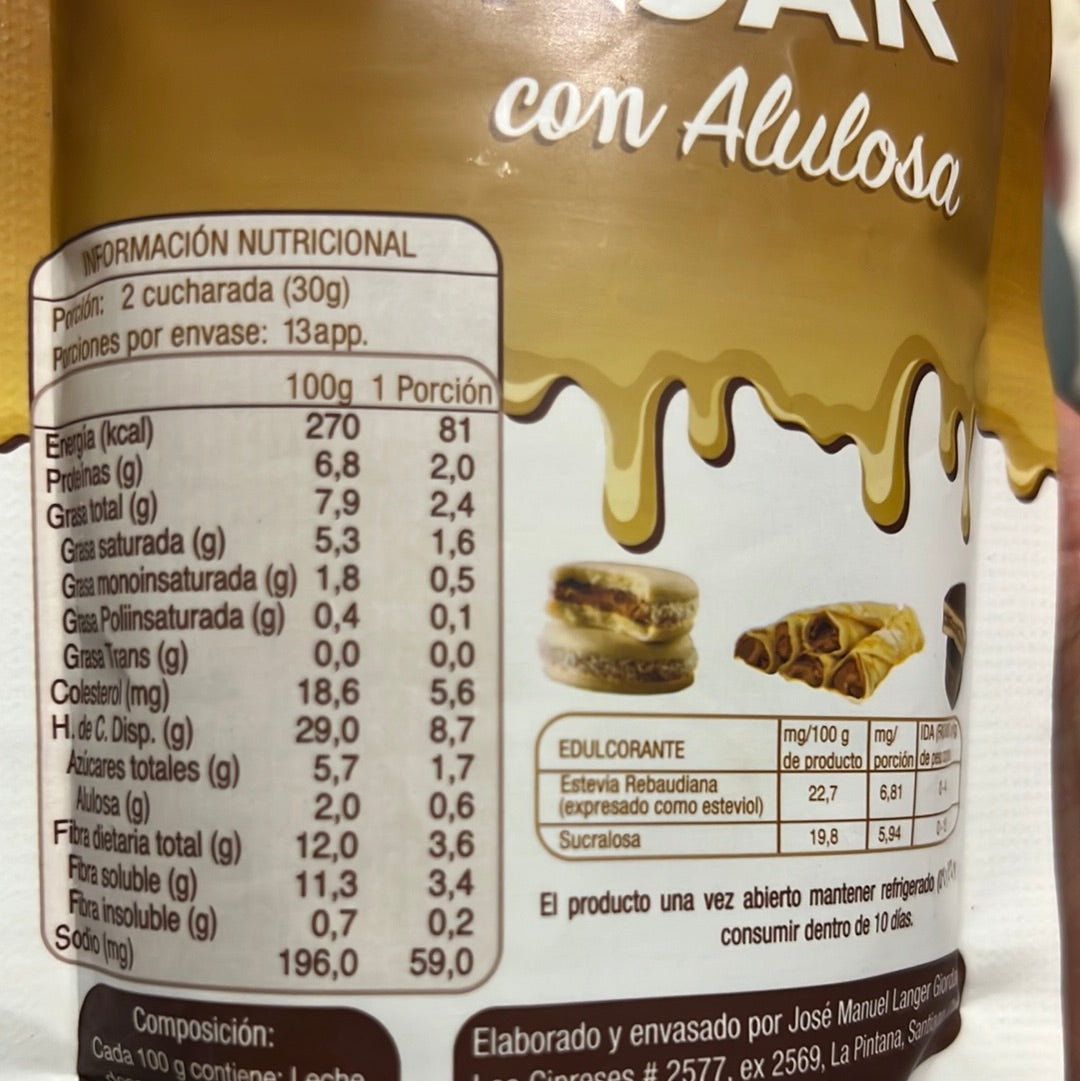 con Alulosa
INFORMACIÓN NUTRICIONAL
Porción: 2 cucharada (30g)
Porciones por envase: 13app.
100g 1 Porción
Energía (kcal) 270 81
Proteínas (g) 6,8 2,0
Grasa total (g) 7,9 2,4
Grasa saturada (g) 5,3 1,6
Grasa monoinsaturada (g) 1,8 0,5
Grasa Poliinsaturada (g) 0,4 0,1
Grasa Trans (g) 0,0 0,0
Colesterol (mg) 18,6 5,6
H. de C. Disp. (g) 29,0 8,7
Azúcares totales (g) 5,7 1,7
Alulosa (g) 2,0 0,6
Fibra dietaria total (g) 12,0 3,6
Fibra soluble (g) 11,3 3,4
Fibra insoluble (g) 0,7 0,2
Sodio (mg) 196,0 59,0
EDULCORANTE mg/100 g mg/ IDA
de producto porción de
Estevia Rebaudiana
(expresado como esteviol) 22,7 6,81 0-4
Sucralosa 19,8 5,94
El producto una vez abierto mantener refrigerado
consumir dentro de 10 días.
Composición:
Cada 100 g contiene: Leche
Elaborado y envasado por José Manuel Langer
Los Cipreses # 2577, ex 2569, La Pintana,